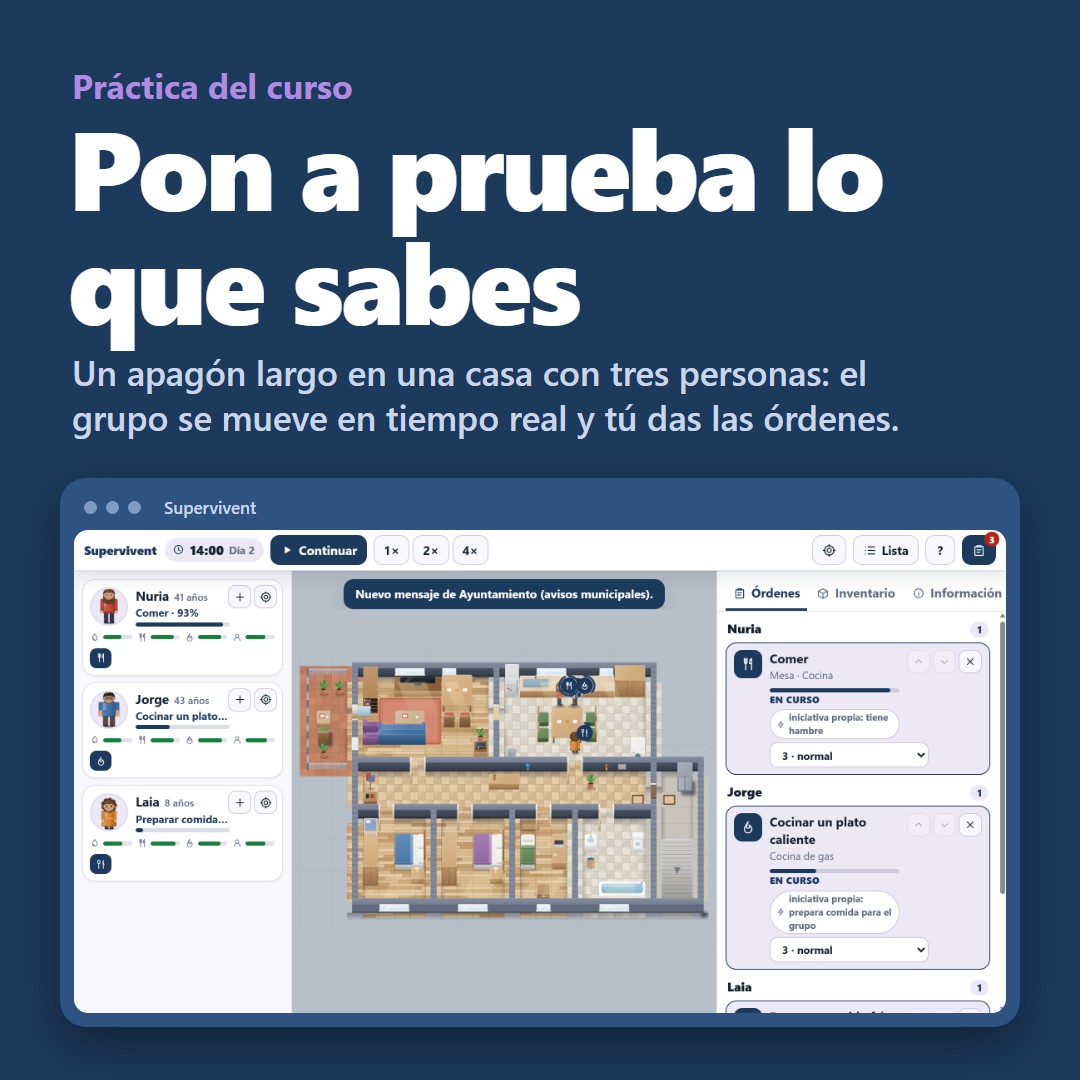 Práctica del curso
Pon a prueba lo
que sabes
Un apagón largo en una casa con tres personas: el
grupo se mueve en tiempo real y tú das las órdenes.
Supervivent
Supervivent 14:00 Día 2 Continuar 1× 2× 4× Lista ? 3
Nuevo mensaje de Ayuntamiento (avisos municipales).
Nuria 41 años
Comer · 93%
Jorge 43 años
Cocinar un plato...
Laia 8 años
Preparar comida...
Órdenes Inventario Información
Nuria 1
Comer
Mesa · Cocina
EN CURSO
iniciativa propia: tiene
hambre
3 · normal
Jorge 1
Cocinar un plato
caliente
Cocina de gas
EN CURSO
iniciativa propia:
prepara comida para el
grupo
3 · normal
Laia 1